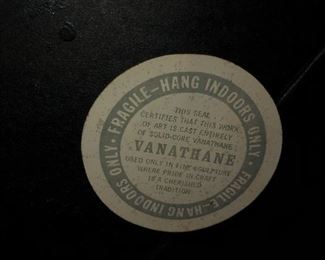 FRAGILE-HANG INDOORS ONLY · FRAGILE-HANG INDOORS ONLY ·
THIS SEAL
CERTIFIES THAT THIS WORK
OF ART IS CAST ENTIRELY
OF SOLID-CORE VANATHANE
VANATHANE
USED ONLY IN FINE SCULPTURE
WHERE PRIDE IN CRAFT
IS A CHERISHED
TRADITION